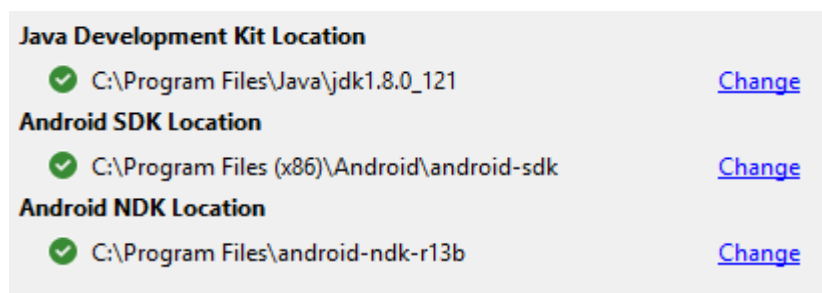 Java Development Kit Location
C:\Program Files\Java\jdk1.8.0_121 Change
Android SDK Location
C:\Program Files (x86)\Android\android-sdk Change
Android NDK Location
C:\Program Files\android-ndk-r13b Change